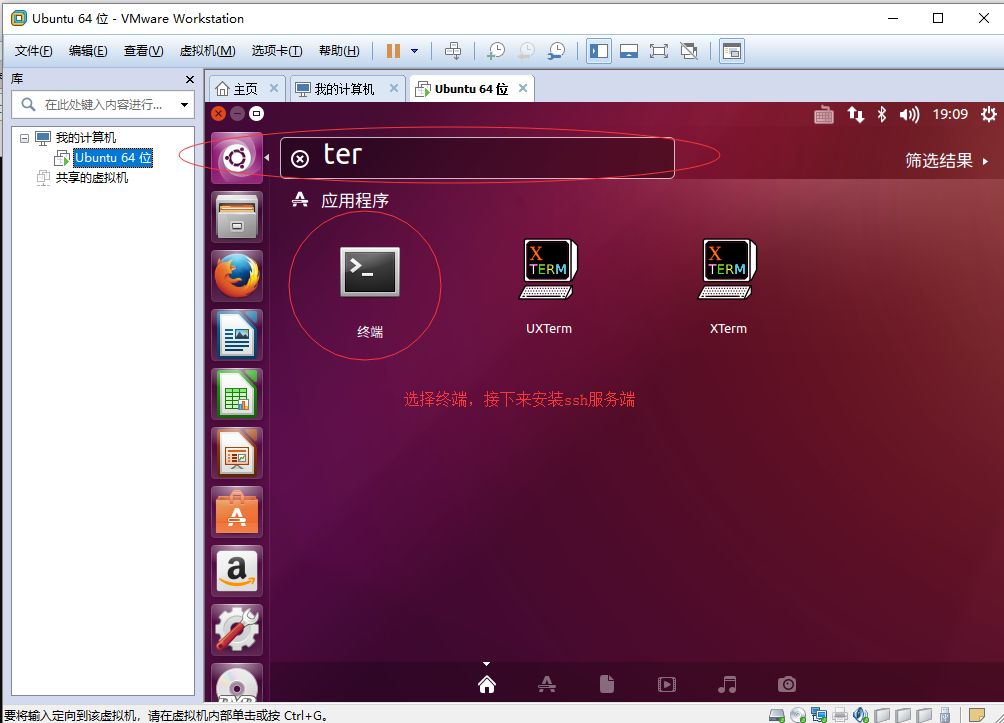 Ubuntu 64 位 - VMware Workstation
文件(F) 编辑(E) 查看(V) 虚拟机(M) 选项卡(T) 帮助(H)
库
在此处键入内容进行...
我的计算机
Ubuntu 64 位
共享的虚拟机
主页 我的计算机 Ubuntu 64 位
19:09
ter
筛选结果
应用程序
X TERM
X TERM
终端 UXTerm XTerm
选择终端，接下来安装ssh服务端
a
要将输入定向到该虚拟机，请在虚拟机内部单击或按 Ctrl+G。